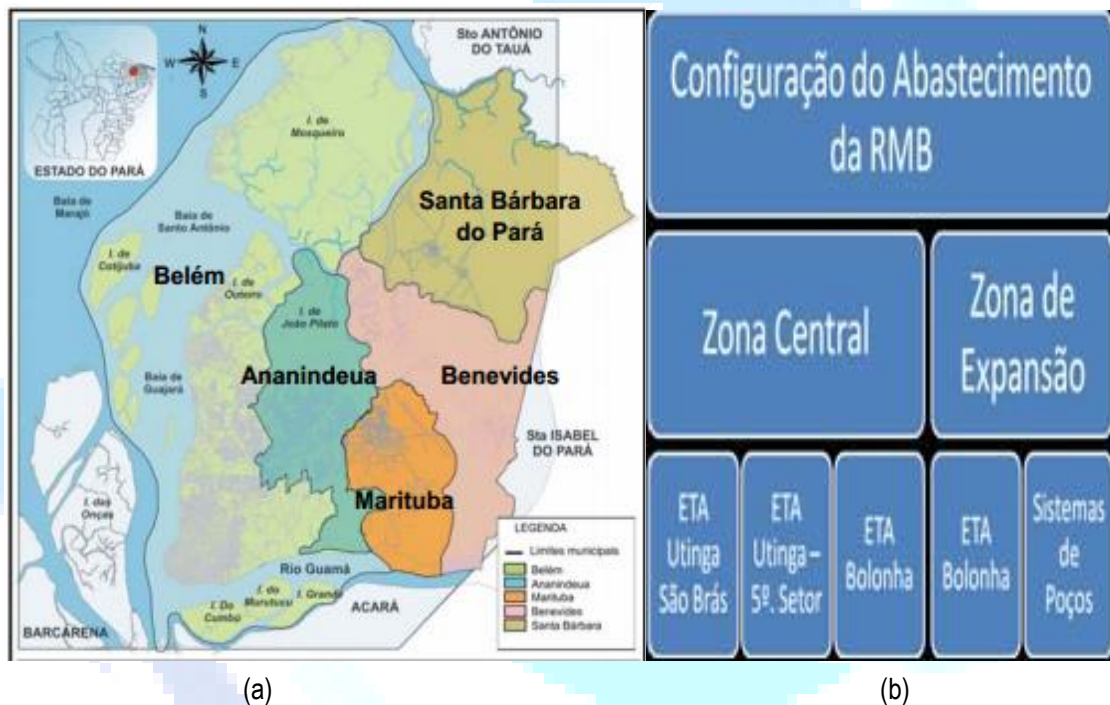 N
W
E
S
ESTADO DO PARÁ
Sto ANTÔNIO
DO TAUÁ
I. de
Mosqueiro
Baía de
Marajó
Baía de
Santo Antônio
Santa Bárbara
do Pará
I. de
Cotijuba
Belém
I. de
Outeiro
I. de
João Pilato
Baía de
Guajará
Ananindeua
Benevides
Sta ISABEL
DO PARÁ
I. das
Onças
Marituba
LEGENDA
Limites municipais
Belém
Ananindeua
Marituba
Benevides
Santa Bárbara
Rio Guamá
I. do
Murutucu
I. Grande
I. Do
Cumbú
ACARÁ
BARCARENA
(a)
Configuração do Abastecimento
da RMB
Zona Central
Zona de
Expansão
ETA
Utinga
São Brás
ETA
Utinga –
5º. Setor
ETA
Bolonha
ETA
Bolonha
Sistemas
de
Poços
(b)